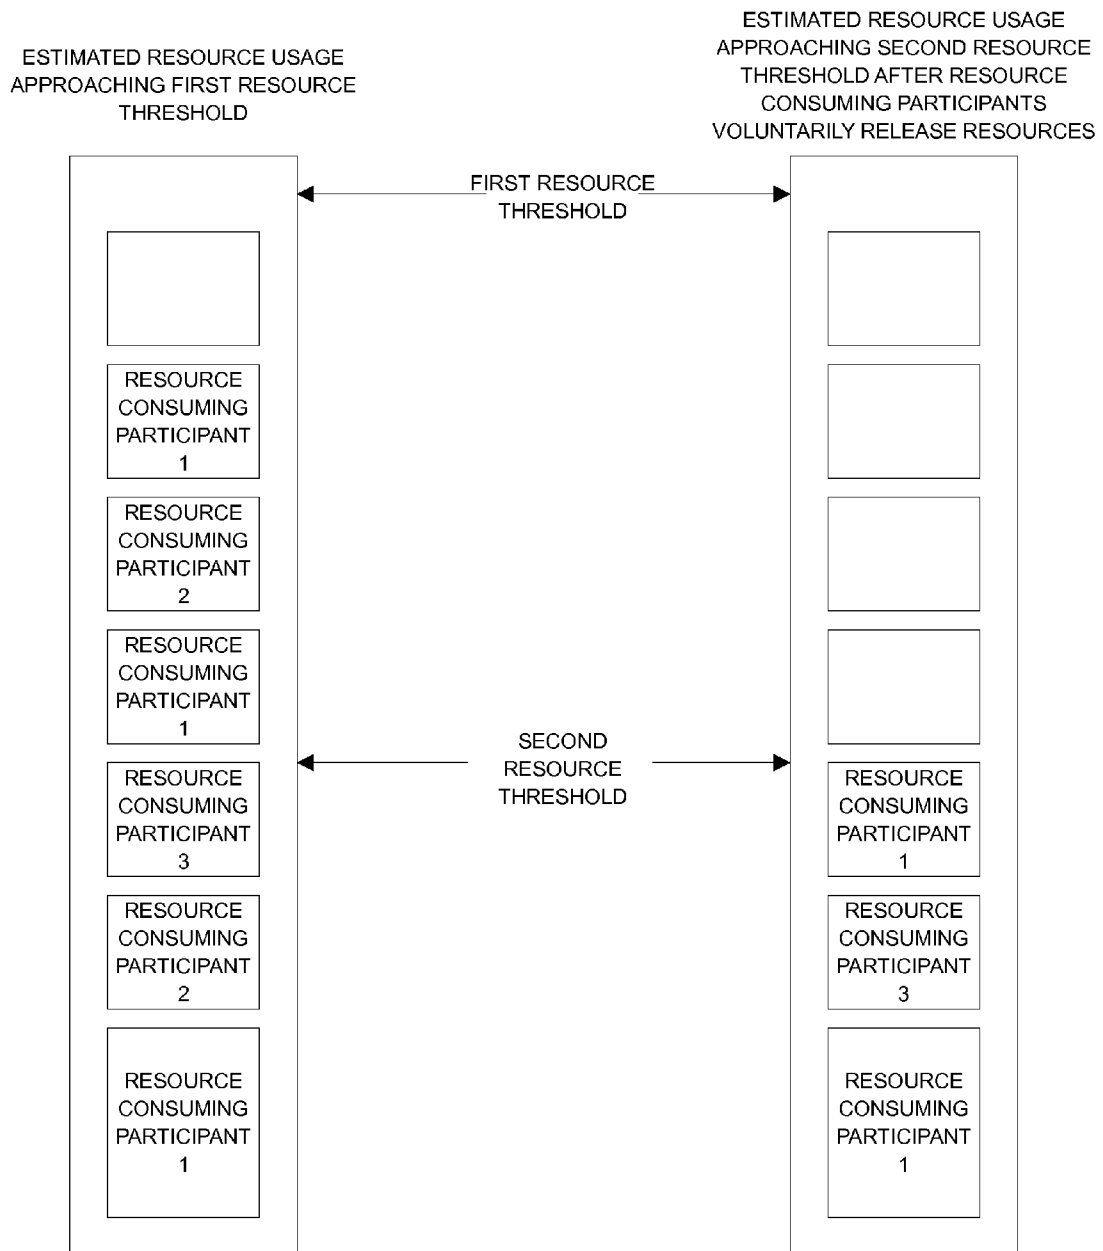 ESTIMATED RESOURCE USAGE
APPROACHING FIRST RESOURCE
THRESHOLD
ESTIMATED RESOURCE USAGE
APPROACHING SECOND RESOURCE
THRESHOLD AFTER RESOURCE
CONSUMING PARTICIPANTS
VOLUNTARILY RELEASE RESOURCES
FIRST RESOURCE
THRESHOLD
RESOURCE
CONSUMING
PARTICIPANT
1
RESOURCE
CONSUMING
PARTICIPANT
2
RESOURCE
CONSUMING
PARTICIPANT
1
SECOND
RESOURCE
THRESHOLD
RESOURCE
CONSUMING
PARTICIPANT
3
RESOURCE
CONSUMING
PARTICIPANT
1
RESOURCE
CONSUMING
PARTICIPANT
2
RESOURCE
CONSUMING
PARTICIPANT
3
RESOURCE
CONSUMING
PARTICIPANT
1
RESOURCE
CONSUMING
PARTICIPANT
1